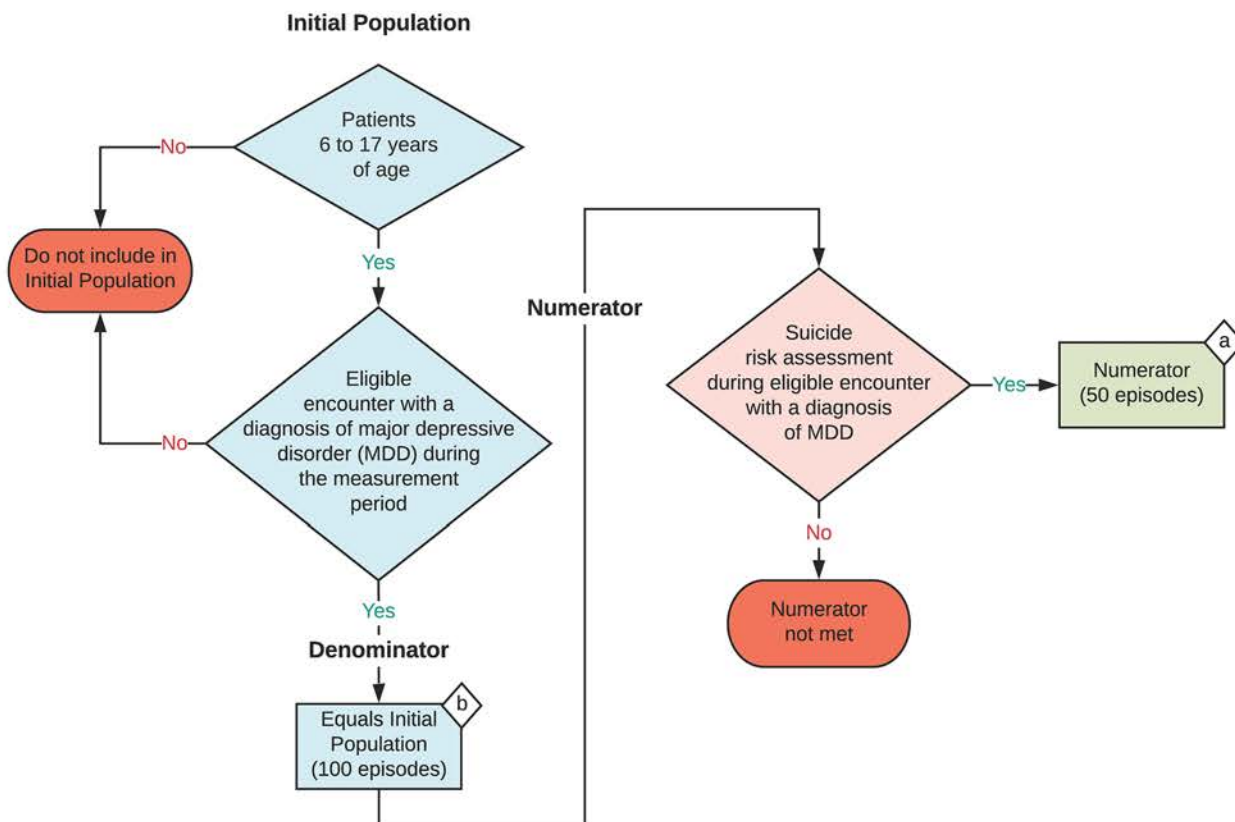 Initial Population
Patients
6 to 17 years
of age
No
Do not include in
Initial Population
Yes
Eligible
encounter with a
diagnosis of major depressive
disorder (MDD) during
the measurement
period
No
Yes
Denominator
b
Equals Initial
Population
(100 episodes)
Numerator
Suicide
risk assessment
during eligible encounter
with a diagnosis
of MDD
Yes
a
Numerator
(50 episodes)
No
Numerator
not met